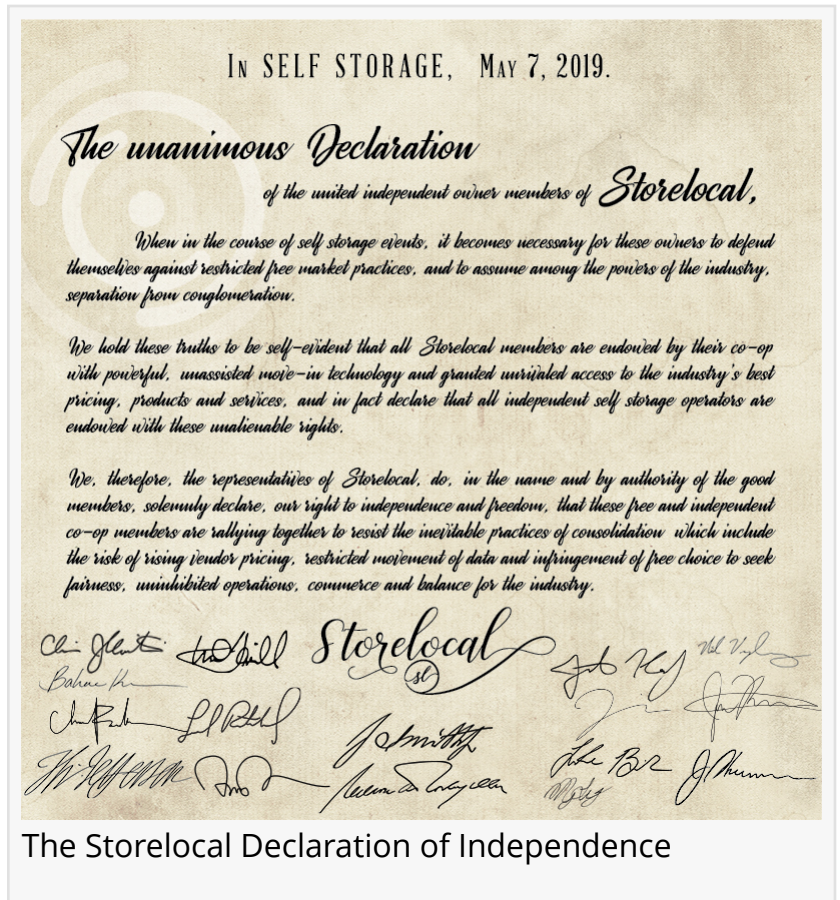 In SELF STORAGE, May 7, 2019.
The unanimous Declaration
of the united independent owner members of Storelocal,
When in the course of self storage events, it becomes necessary for these owners to defend
themselves against restricted free market practices, and to assume among the powers of the industry,
separation from conglomeration.
We hold these truths to be self-evident that all Storelocal members are endowed by their co-op
with powerful, unassisted move-in technology and granted unrivaled access to the industry's best
pricing, products and services, and in fact declare that all independent self storage operators are
endowed with these unalienable rights.
We, therefore, the representatives of Storelocal, do, in the name and by authority of the good
members, solemnly declare, our right to independence and freedom, that these free and independent
co-op members are rallying together to resist the inevitable practices of consolidation which include
the risk of rising vendor pricing, restricted movement of data and infringement of free choice to seek
fairness, uninhibited operations, commerce and balance for the industry.
Storelocal
sl
Th Jefferson
The Storelocal Declaration of Independence